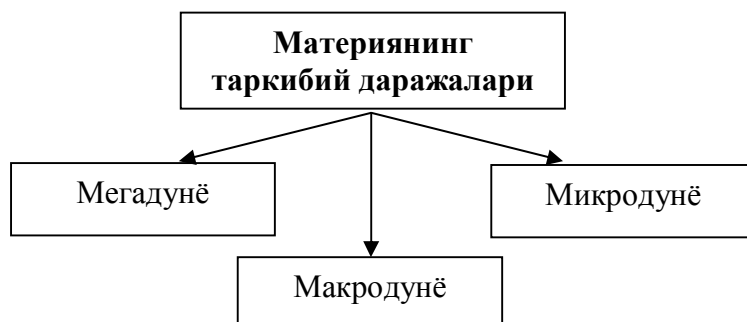 Материянинг
таркибий даражалари
Мегадунё
Микродунё
Макродунё